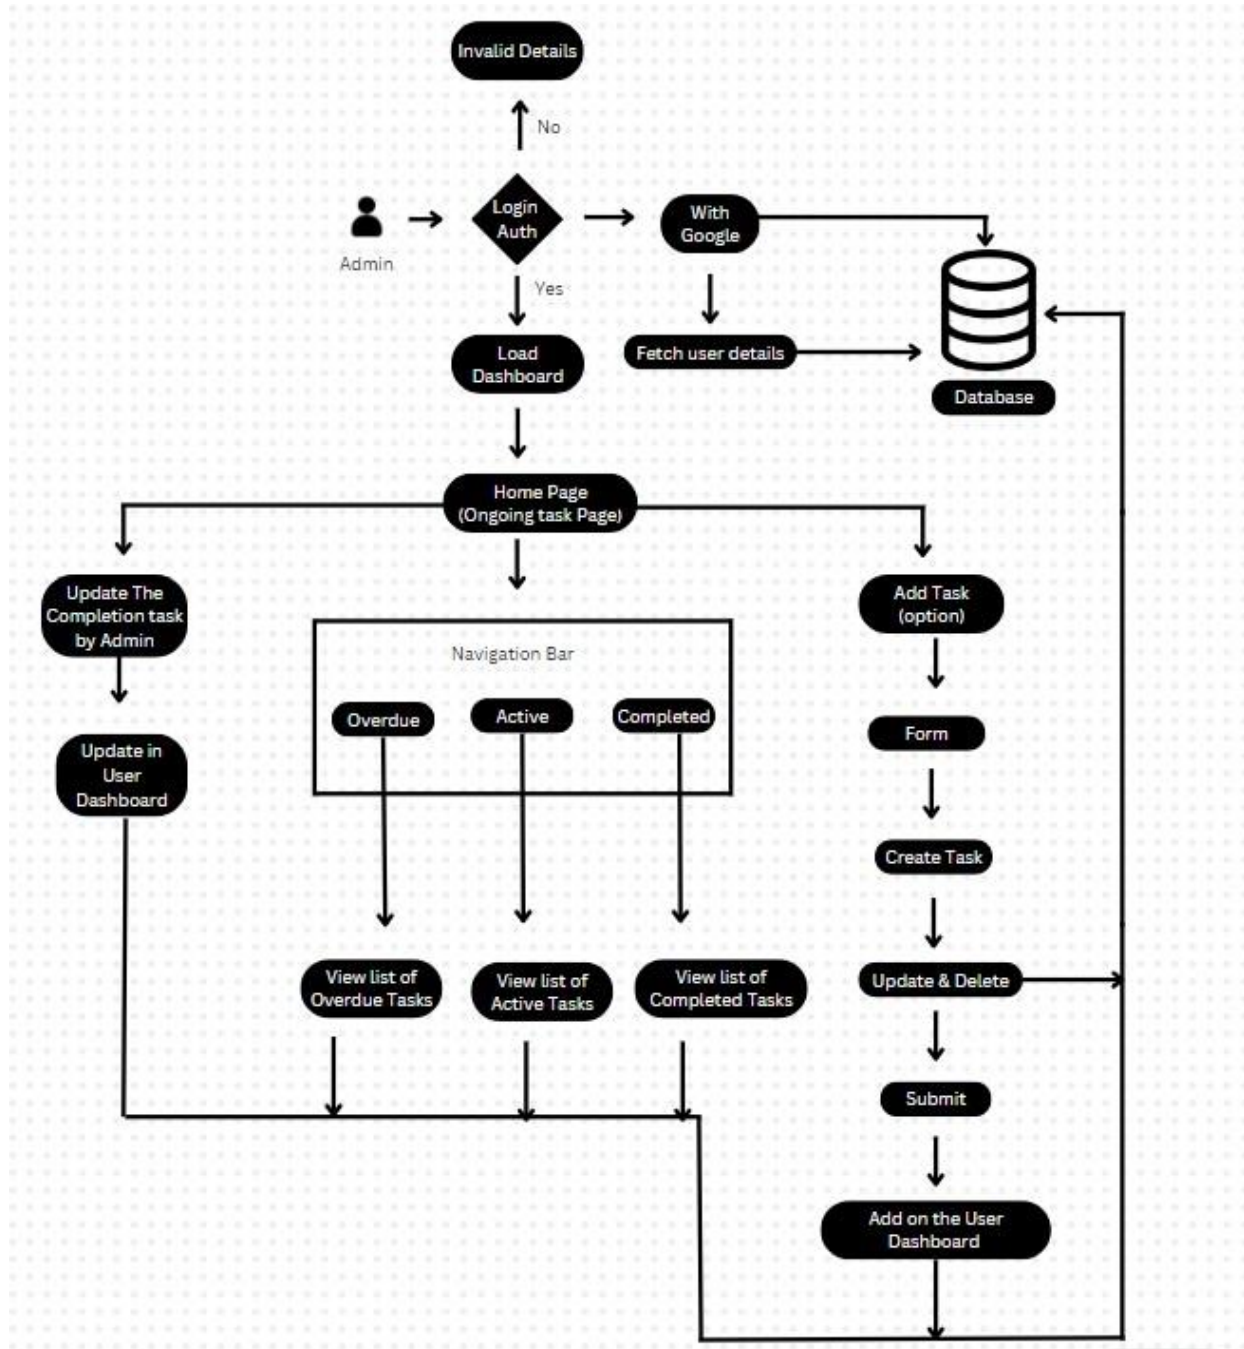 Invalid Details
No
Login
Auth
With
Google
Admin
Yes
Load
Dashboard
Fetch user details
Database
Home Page
(Ongoing task Page)
Update The
Completion task
by Admin
Add Task
(option)
Navigation Bar
Overdue
Active
Completed
Form
Update in
User
Dashboard
Create Task
View list of
Overdue Tasks
View list of
Active Tasks
View list of
Completed Tasks
Update & Delete
Submit
Add on the User
Dashboard